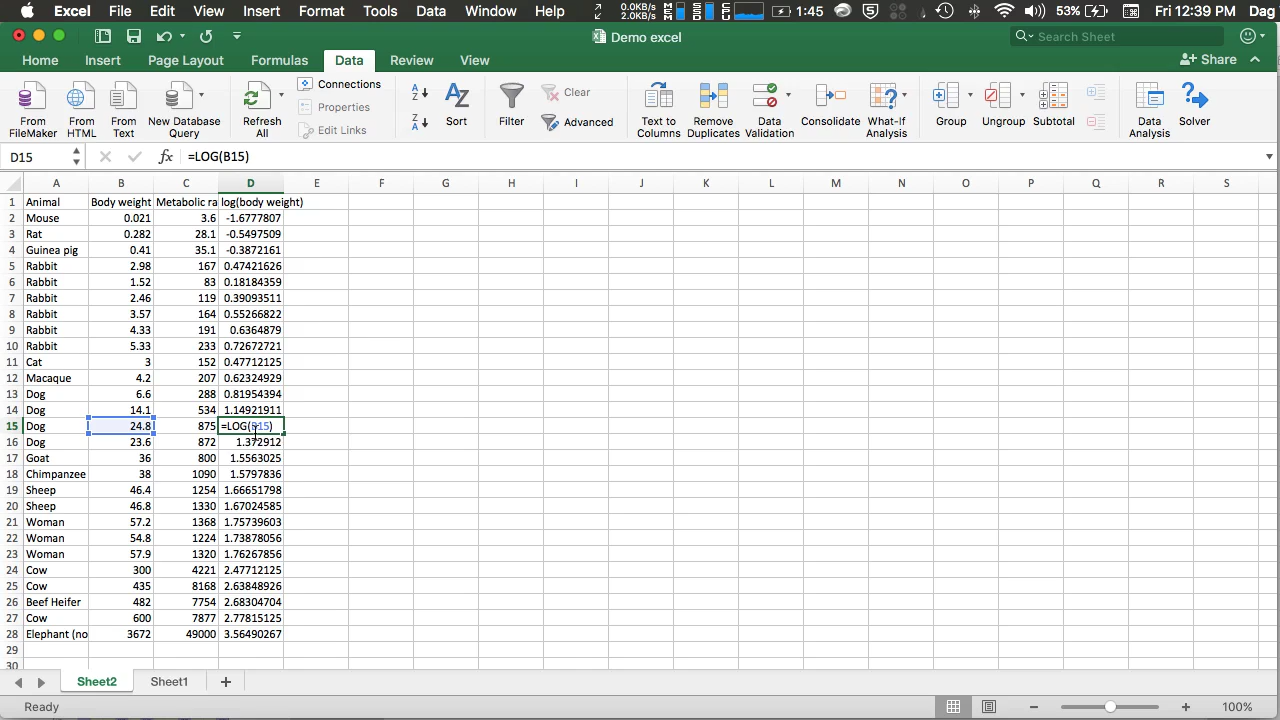 Excel File Edit View Insert Format Tools Data Window Help 0.0KB/s 2.0KB/s 1:45 53% Fri 12:39 PM Dag
Demo excel
Search Sheet
Home Insert Page Layout Formulas Data Review View
Share
From FileMaker
From HTML
From Text
New Database Query
Refresh All
Connections
Properties
Edit Links
Sort
Filter
Clear
Advanced
Text to Columns
Remove Duplicates
Data Validation
Consolidate
What-If Analysis
Group
Ungroup
Subtotal
Data Analysis
Solver
D15 fx =LOG(B15)
A B C D E F G H I J K L M N O P Q R S
1 Animal Body weight Metabolic ra log(body weight)
2 Mouse 0.021 3.6 -1.6777807
3 Rat 0.282 28.1 -0.5497509
4 Guinea pig 0.41 35.1 -0.3872161
5 Rabbit 2.98 167 0.47421626
6 Rabbit 1.52 83 0.18184359
7 Rabbit 2.46 119 0.39093511
8 Rabbit 3.57 164 0.55266822
9 Rabbit 4.33 191 0.6364879
10 Rabbit 5.33 233 0.72672721
11 Cat 3 152 0.47712125
12 Macaque 4.2 207 0.62324929
13 Dog 6.6 288 0.81954394
14 Dog 14.1 534 1.14921911
15 Dog 24.8 875 =LOG(B15)
16 Dog 23.6 872 1.372912
17 Goat 36 800 1.5563025
18 Chimpanzee 38 1090 1.5797836
19 Sheep 46.4 1254 1.66651798
20 Sheep 46.8 1330 1.67024585
21 Woman 57.2 1368 1.75739603
22 Woman 54.8 1224 1.73878056
23 Woman 57.9 1320 1.76267856
24 Cow 300 4221 2.47712125
25 Cow 435 8168 2.63848926
26 Beef Heifer 482 7754 2.68304704
27 Cow 600 7877 2.77815125
28 Elephant (no 3672 49000 3.56490267
29
30
Sheet2 Sheet1
Ready
100%